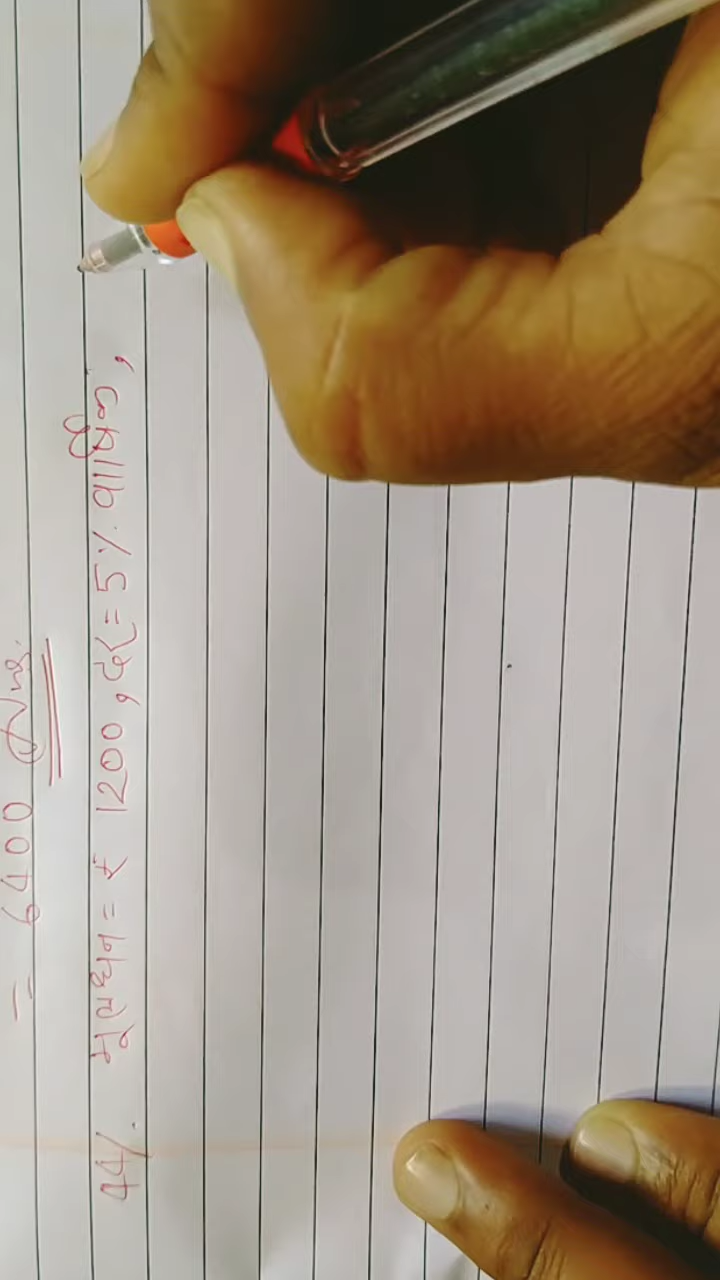 = 6400 Ans.
44/. मूलधन = ₹ 1200, दर = 5% वार्षिक,